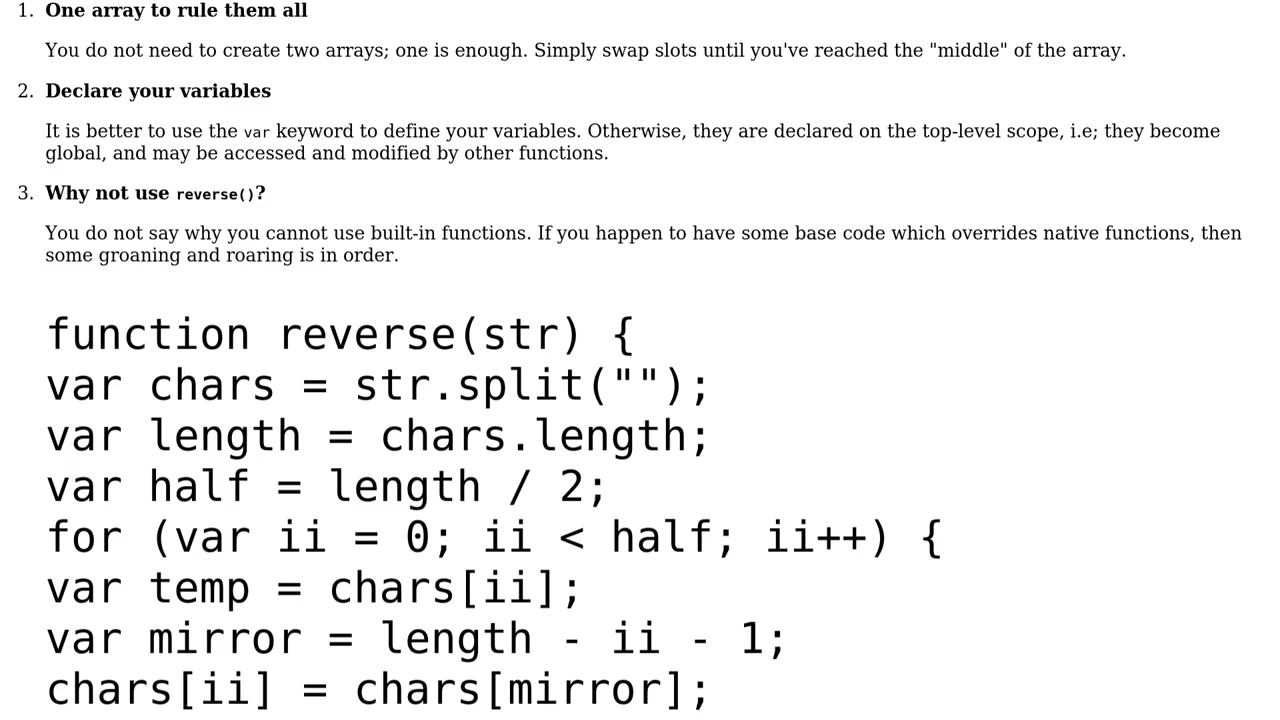 1. One array to rule them all
You do not need to create two arrays; one is enough. Simply swap slots until you've reached the "middle" of the array.
2. Declare your variables
It is better to use the var keyword to define your variables. Otherwise, they are declared on the top-level scope, i.e; they become
global, and may be accessed and modified by other functions.
3. Why not use reverse()?
You do not say why you cannot use built-in functions. If you happen to have some base code which overrides native functions, then
some groaning and roaring is in order.
function reverse(str) {
var chars = str.split("");
var length = chars.length;
var half = length / 2;
for (var ii = 0; ii < half; ii++) {
var temp = chars[ii];
var mirror = length - ii - 1;
chars[ii] = chars[mirror];